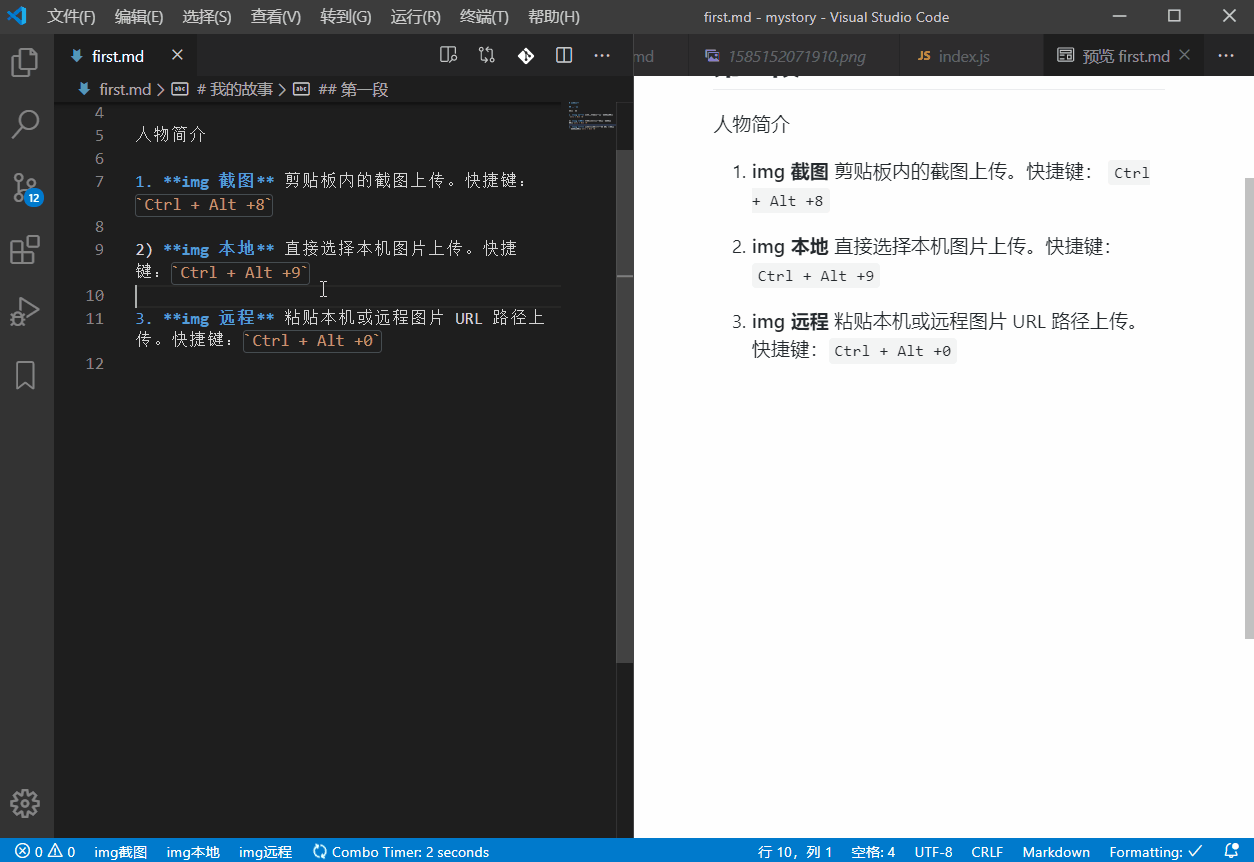 文件(F) 编辑(E) 选择(S) 查看(V) 转到(G) 运行(R) 终端(T) 帮助(H) first.md - mystory - Visual Studio Code
first.md
first.md > # 我的故事 > ## 第一段
4
5 人物简介
6
7 1. **img 截图** 剪贴板内的截图上传。快捷键：
`Ctrl + Alt +8`
8
9 2) **img 本地** 直接选择本机图片上传。快捷
键：`Ctrl + Alt +9`
10
11 3. **img 远程** 粘贴本机或远程图片 URL 路径上
传。快捷键：`Ctrl + Alt +0`
12
md 1585152071910.png JS index.js 预览 first.md
人物简介
1. img 截图 剪贴板内的截图上传。快捷键： Ctrl
+ Alt +8
2. img 本地 直接选择本机图片上传。快捷键：
Ctrl + Alt +9
3. img 远程 粘贴本机或远程图片 URL 路径上传。
快捷键： Ctrl + Alt +0
12
0 0 img截图 img本地 img远程 Combo Timer: 2 seconds 行 10，列 1 空格: 4 UTF-8 CRLF Markdown Formatting: ✓